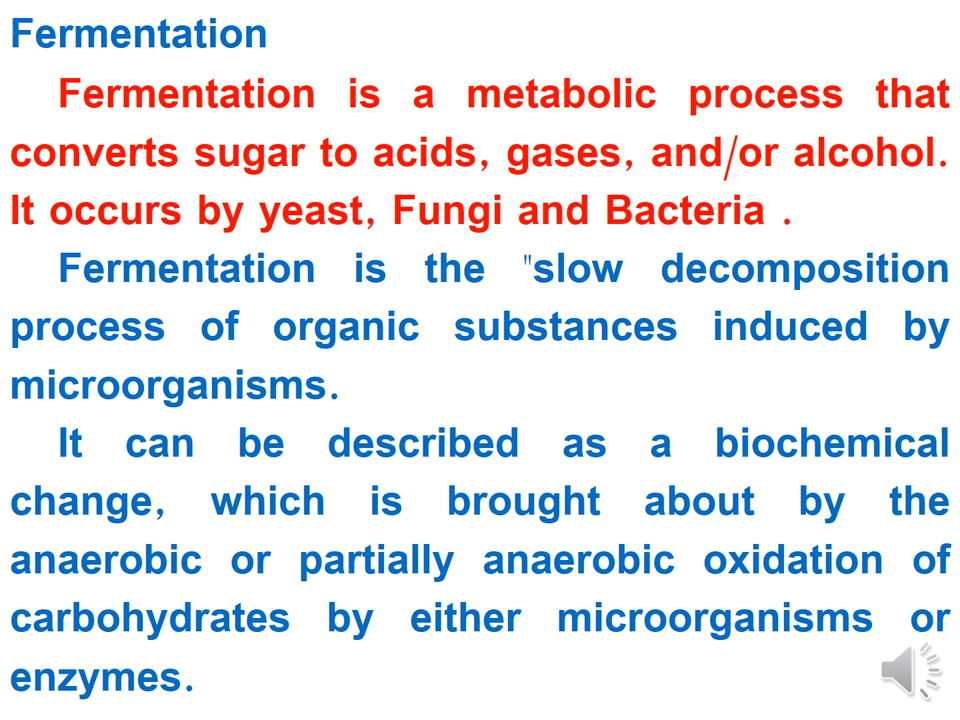 Fermentation
Fermentation is a metabolic process that
converts sugar to acids, gases, and/or alcohol.
It occurs by yeast, Fungi and Bacteria .
Fermentation is the "slow decomposition
process of organic substances induced by
microorganisms.
It can be described as a biochemical
change, which is brought about by the
anaerobic or partially anaerobic oxidation of
carbohydrates by either microorganisms or
enzymes.